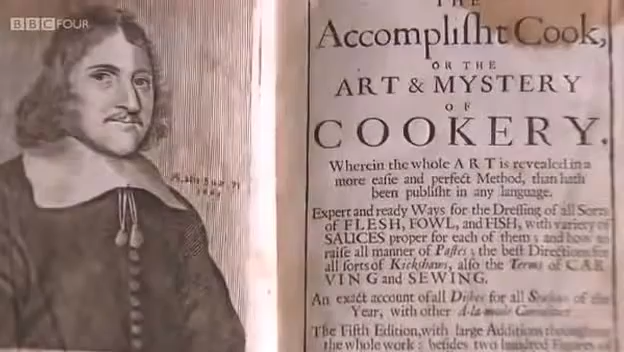 BBC FOUR
THE
Accompliſht Cook,
OR THE
ART & MYSTERY
OF
COOKERY.
Wherein the whole ART is revealed in a
more eaſie and perfect Method, than hath
been publiſht in any language.
Expert and ready Ways for the Dreſſing of all Sorts
of FLESH, FOWL, and FISH, with variety of
SAUCES proper for each of them; and how to
raiſe all manner of Paſtes; the beſt Directions for
all ſorts of Kickſhaws, alſo the Terms of CAR-
VING and SEWING.
An exact account of all Diſhes for all Seaſons of the
Year, with other A-la-mode Curioſities
The Fifth Edition, with large Additions throughout
the whole work: beſides two hundred Figures of